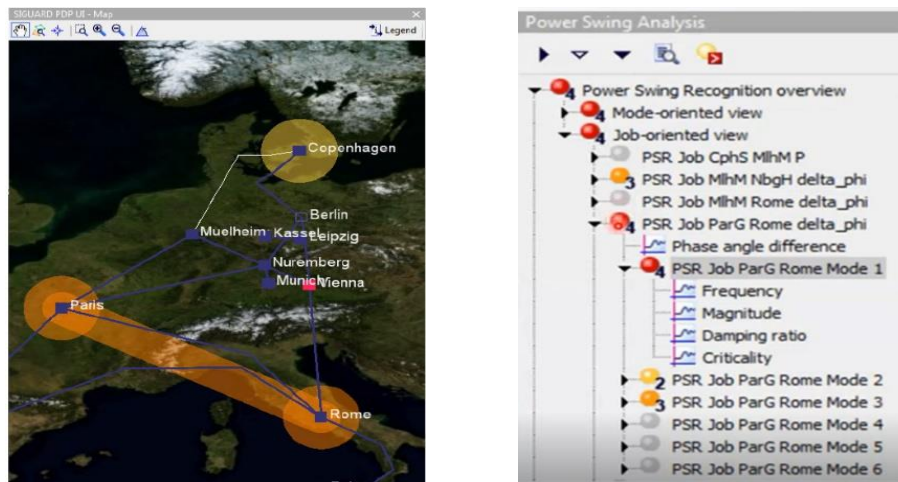 SIGUARD PDP UI - Map
Legend
Copenhagen
Berlin
Muelheim Kassel Leipzig
Nuremberg
Munich Vienna
Paris
Rome
Power Swing Analysis
4 Power Swing Recognition overview
4 Mode-oriented view
4 Job-oriented view
PSR Job CphS MlhM P
3 PSR Job MlhM NbgH delta_phi
PSR Job MlhM Rome delta_phi
4 PSR Job ParG Rome delta_phi
Phase angle difference
4 PSR Job ParG Rome Mode 1
Frequency
Magnitude
Damping ratio
Criticality
2 PSR Job ParG Rome Mode 2
3 PSR Job ParG Rome Mode 3
PSR Job ParG Rome Mode 4
PSR Job ParG Rome Mode 5
PSR Job ParG Rome Mode 6